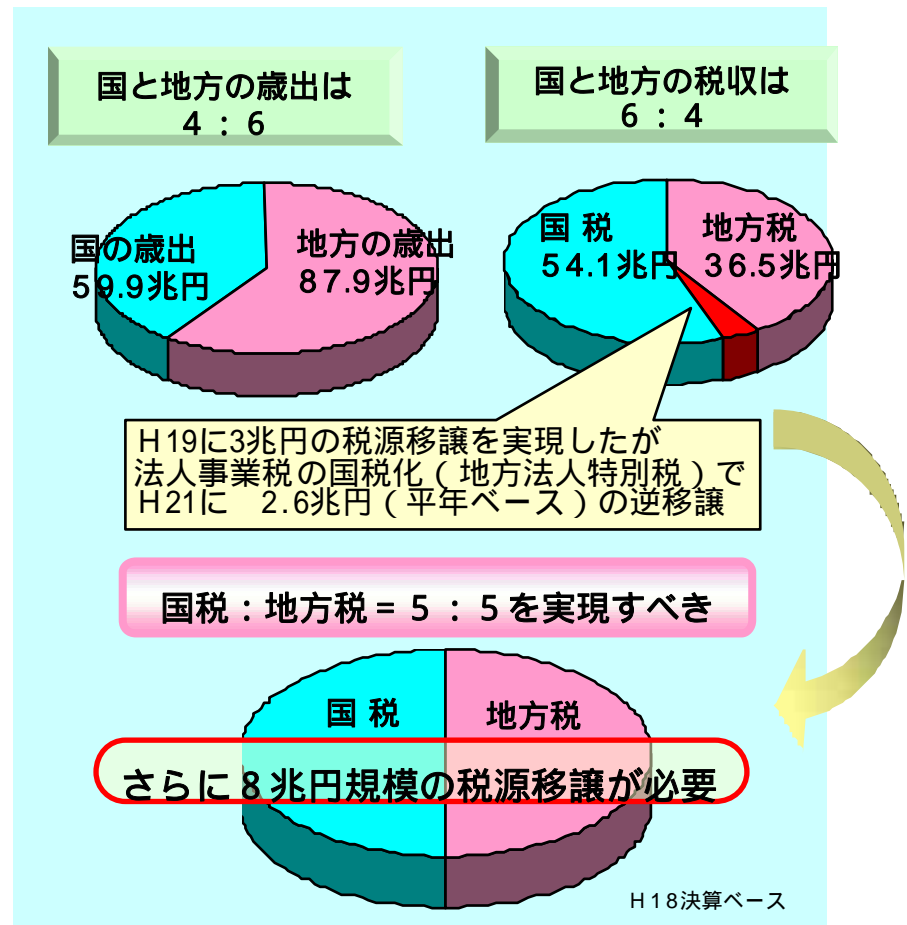 国と地方の歳出は
４：６
国と地方の税収は
６：４
国の歳出
５９.９兆円
地方の歳出
８７.９兆円
国 税
５４.１兆円
地方税
３６.５兆円
Ｈ19に3兆円の税源移譲を実現したが
法人事業税の国税化（地方法人特別税）で
Ｈ21に　2.6兆円（平年ベース）の逆移譲
国税：地方税＝５：５を実現すべき
国 税
地方税
さらに８兆円規模の税源移譲が必要
Ｈ１８決算ベース